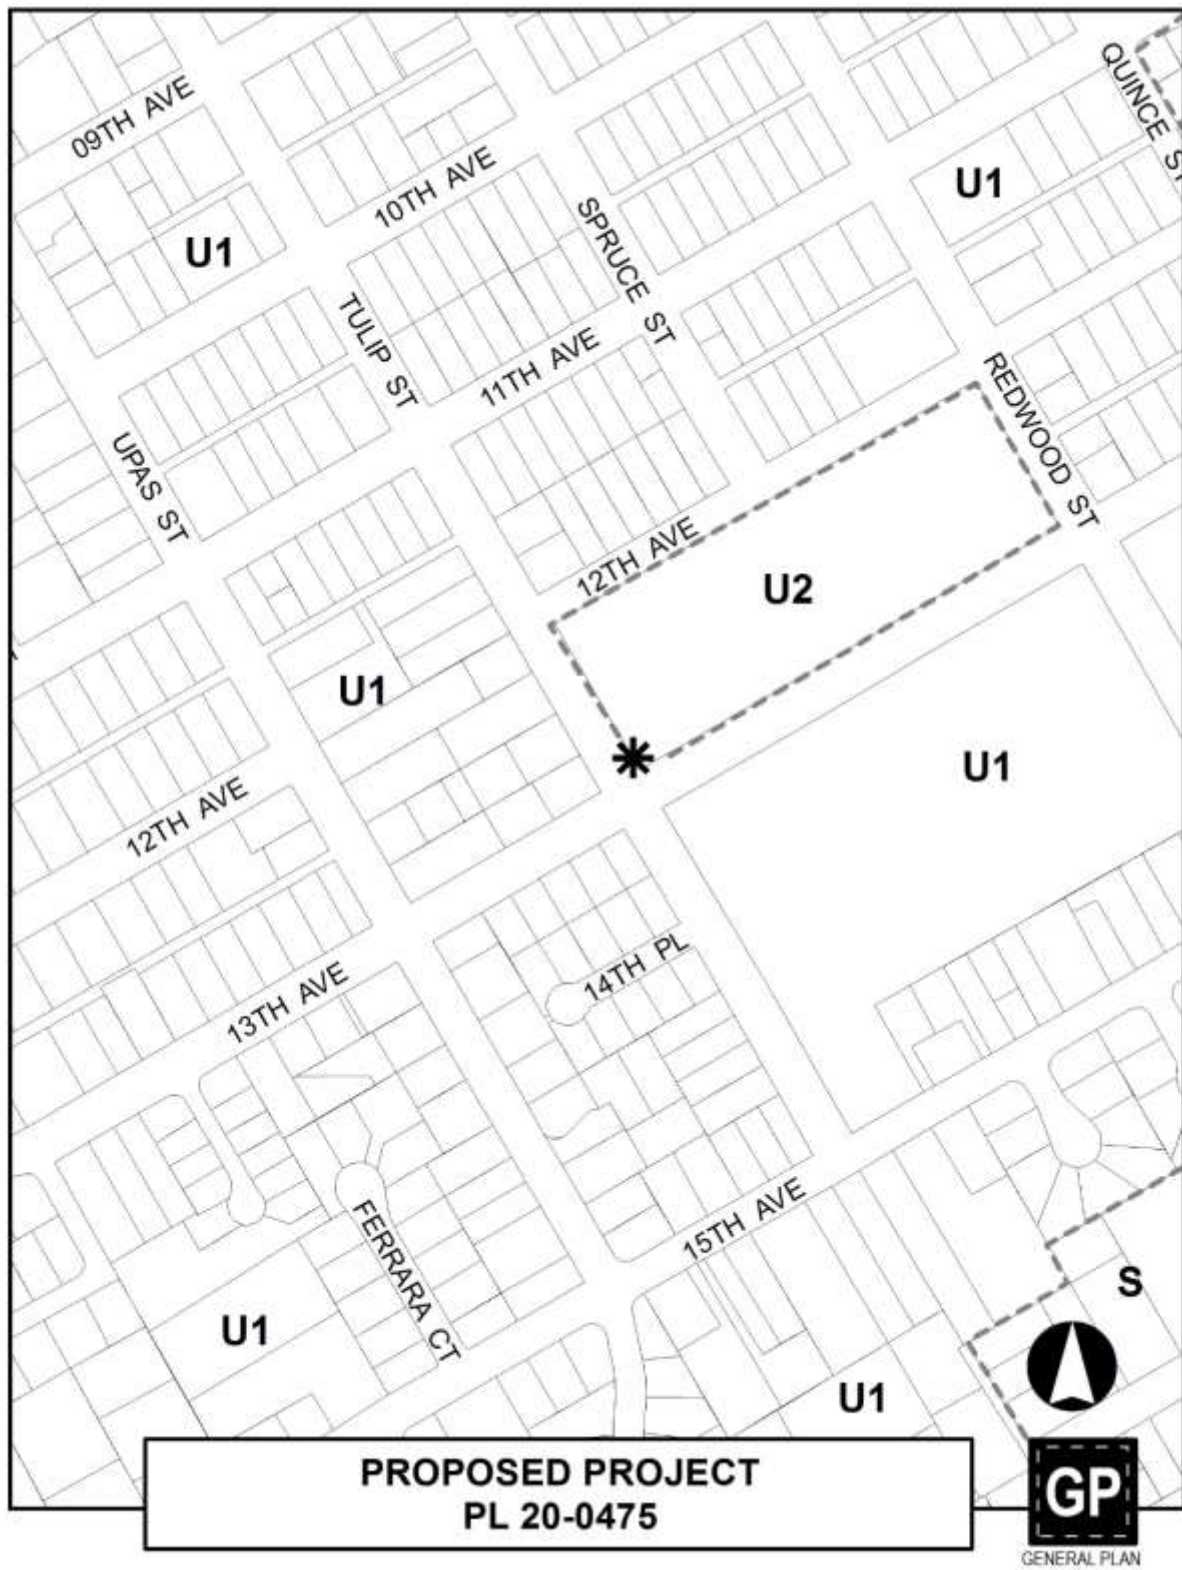 QUINCE ST
09TH AVE
10TH AVE
U1
SPRUCE ST
U1
TULIP ST
11TH AVE
REDWOOD ST
UPAS ST
12TH AVE
U2
U1
U1
12TH AVE
14TH PL
13TH AVE
15TH AVE
FERRARA CT
S
U1
U1
PROPOSED PROJECT
PL 20-0475
GP
GENERAL PLAN